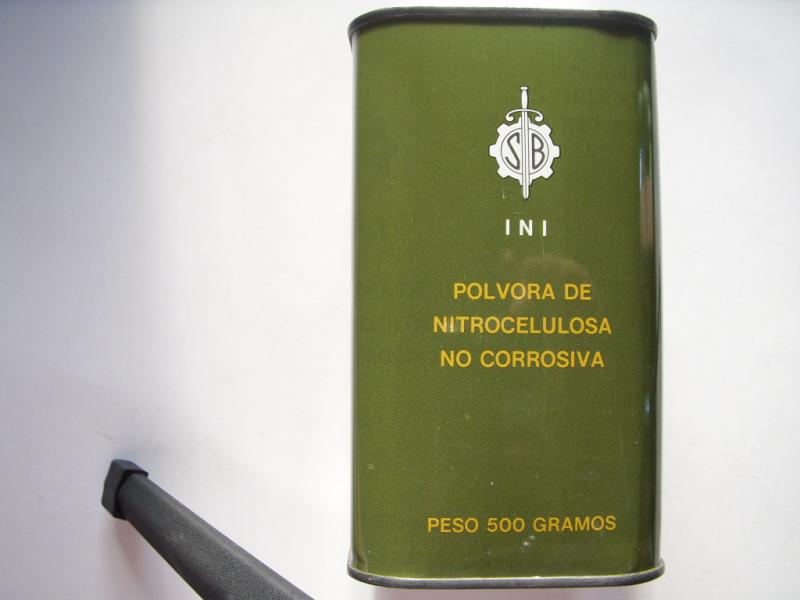 SB
INI
POLVORA DE
NITROCELULOSA
NO CORROSIVA
PESO 500 GRAMOS